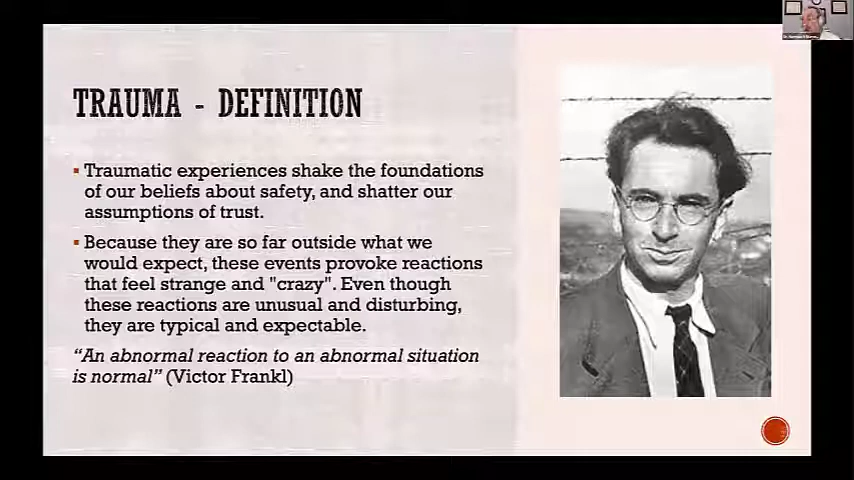 TRAUMA - DEFINITION
Traumatic experiences shake the foundations
of our beliefs about safety, and shatter our
assumptions of trust.
Because they are so far outside what we
would expect, these events provoke reactions
that feel strange and "crazy". Even though
these reactions are unusual and disturbing,
they are typical and expectable.
“An abnormal reaction to an abnormal situation
is normal” (Victor Frankl)